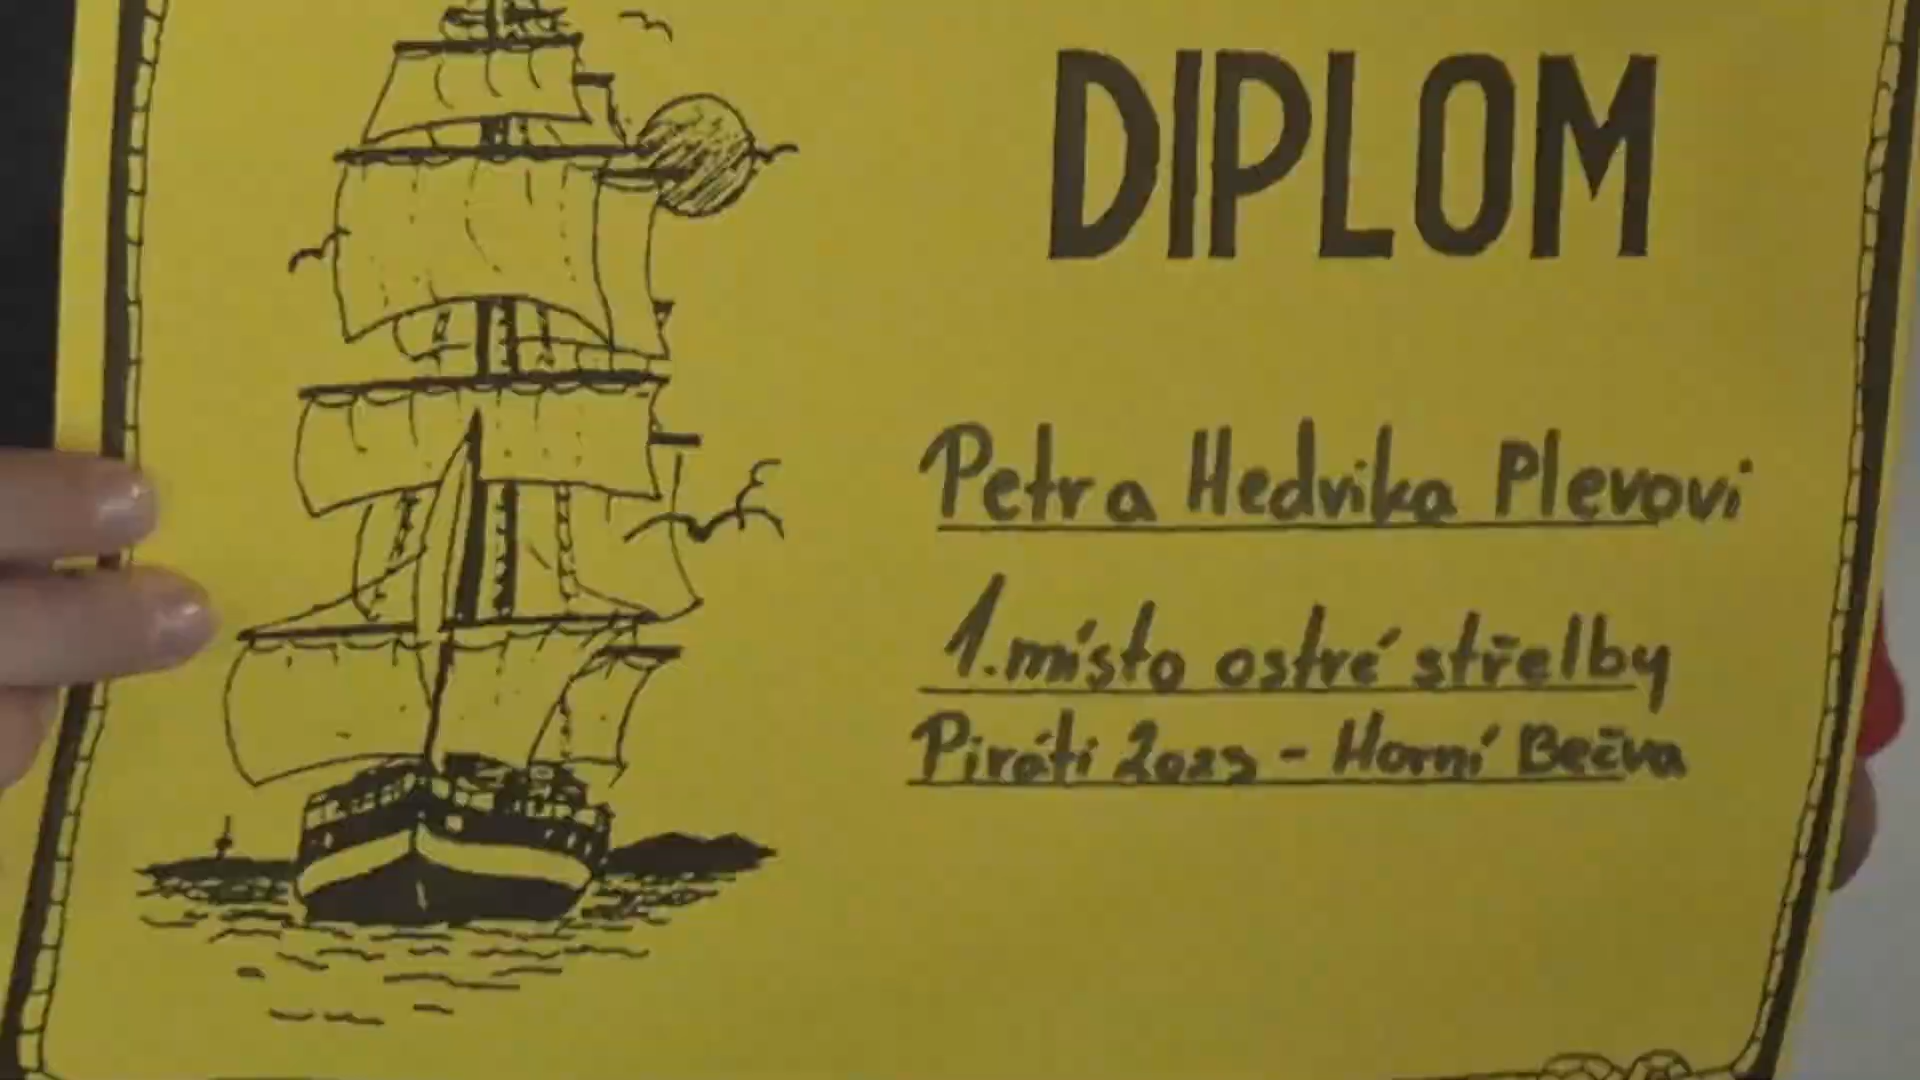 DIPLOM
Petra Hedvika Plevovi
1. místo ostré střelby
Piráti 2023 - Horní Bečva